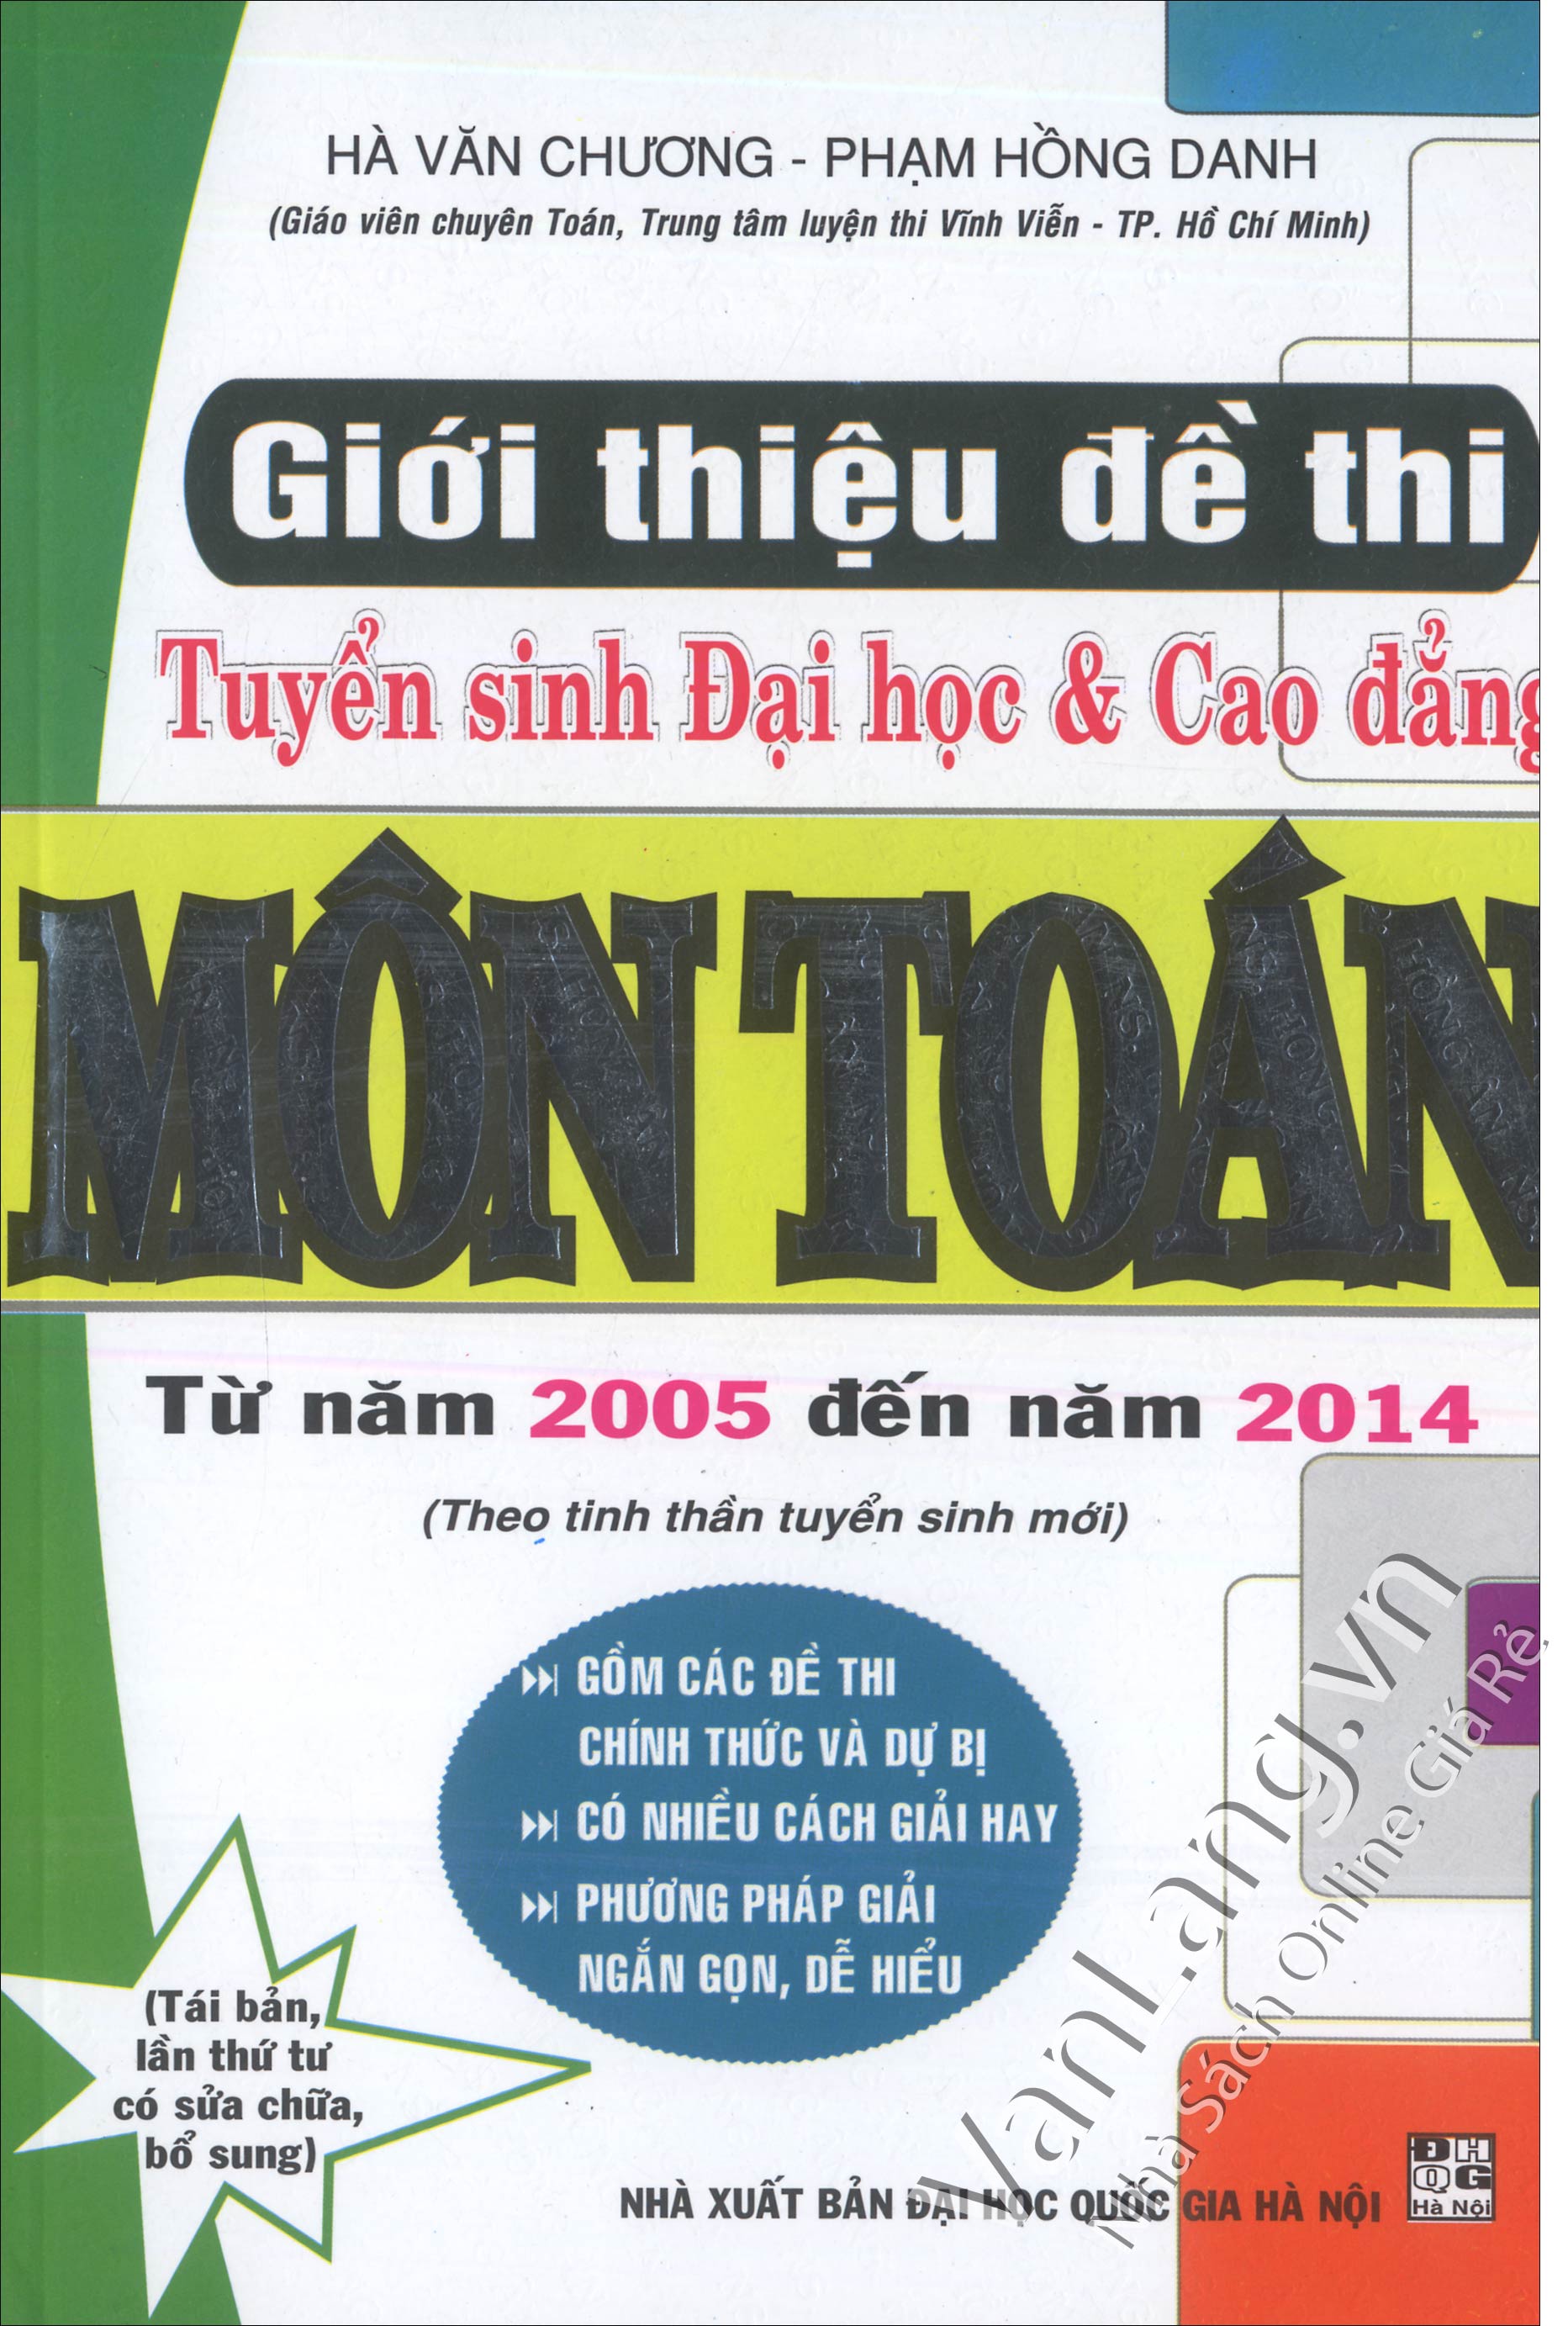 HÀ VĂN CHƯƠNG - PHẠM HỒNG DANH
(Giáo viên chuyên Toán, Trung tâm luyện thi Vĩnh Viễn - TP. Hồ Chí Minh)
Giới thiệu đề thi
Tuyển sinh Đại học & Cao đẳng
MÔN TOÁN
Từ năm 2005 đến năm 2014
(Theo tinh thần tuyển sinh mới)
GỒM CÁC ĐỀ THI
CHÍNH THỨC VÀ DỰ BỊ
CÓ NHIỀU CÁCH GIẢI HAY
PHƯƠNG PHÁP GIẢI
NGẮN GỌN, DỄ HIỂU
(Tái bản,
lần thứ tư
có sửa chữa,
bổ sung)
NHÀ XUẤT BẢN ĐẠI HỌC QUỐC GIA HÀ NỘI
ĐH
QG
Hà Nội
VanLang.vn
Nhà Sách Online Giá Rẻ